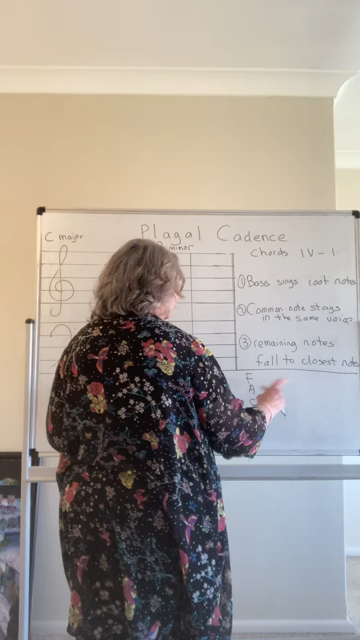 Plagal Cadence
C major
minor
Chords IV - I
① Bass sings root notes
② Common note stays
in the same voice
③ remaining notes
fall to closest note
F
A